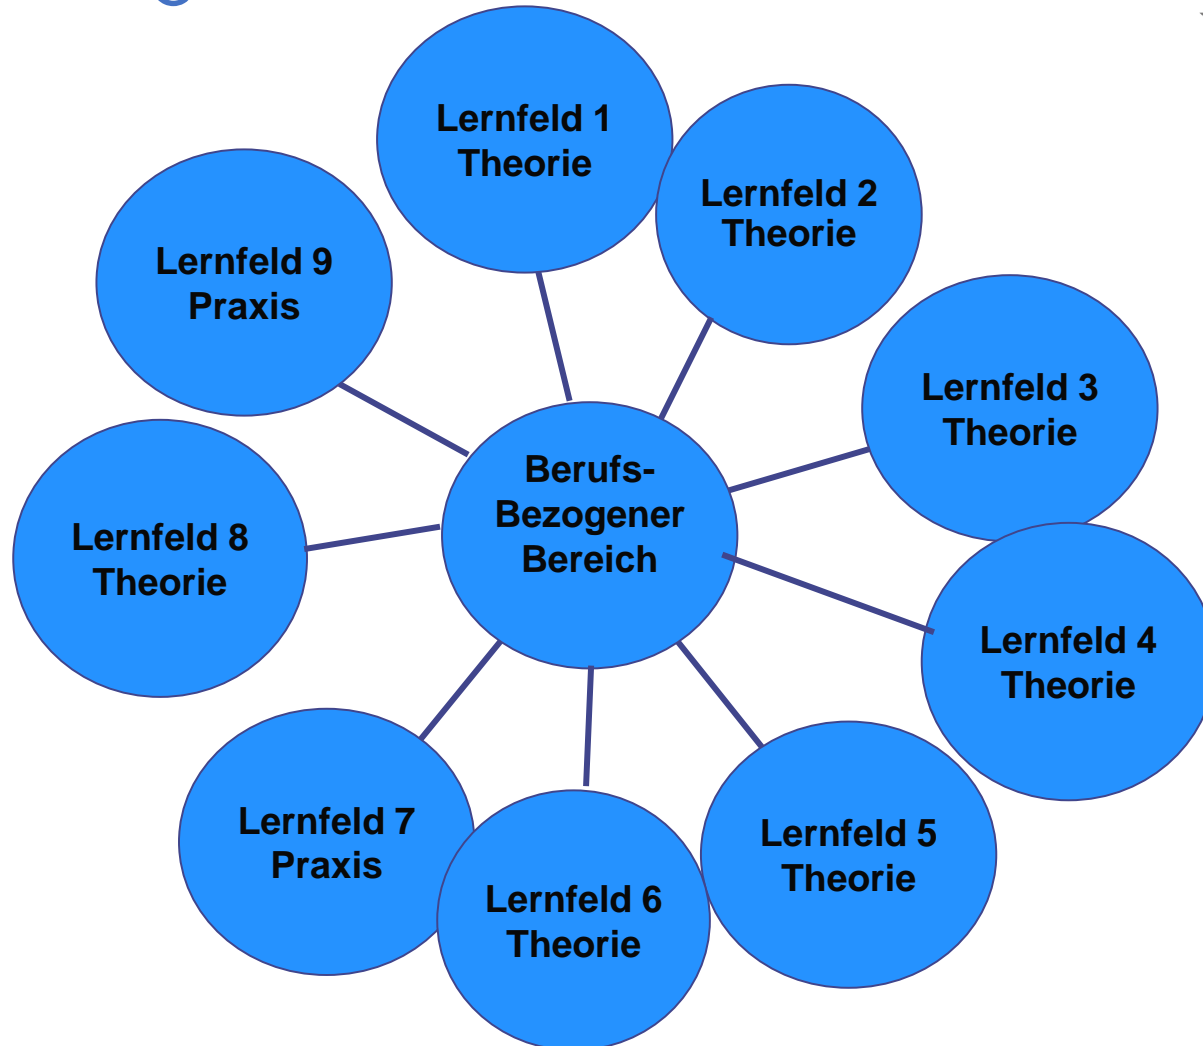 Lernfeld 1
Theorie
Lernfeld 2
Theorie
Lernfeld 3
Theorie
Lernfeld 4
Theorie
Lernfeld 5
Theorie
Lernfeld 6
Theorie
Lernfeld 7
Praxis
Lernfeld 8
Theorie
Lernfeld 9
Praxis
Berufs-
Bezogener
Bereich